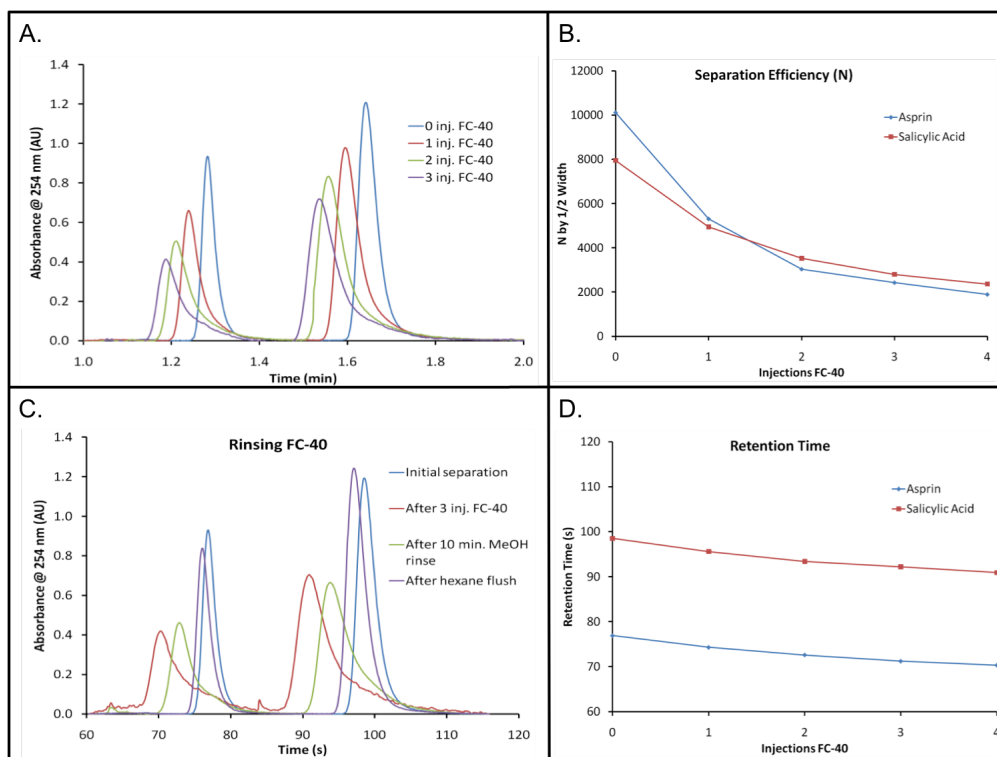 A.
1.4
1.2
1.0
0.8
0.6
0.4
0.2
0.0
Absorbance @ 254 nm (AU)
0 inj. FC-40
1 inj. FC-40
2 inj. FC-40
3 inj. FC-40
1.0
1.2
1.4
1.6
1.8
2.0
Time (min)
B.
Separation Efficiency (N)
12000
10000
8000
6000
4000
2000
0
N by 1/2 Width
Asprin
Salicylic Acid
0
1
2
3
4
Injections FC-40
C.
Rinsing FC-40
1.4
1.2
1.0
0.8
0.6
0.4
0.2
0.0
Absorbance @ 254 nm (AU)
Initial separation
After 3 inj. FC-40
After 10 min. MeOH
rinse
After hexane flush
60
70
80
90
100
110
120
Time (s)
D.
Retention Time
120
110
100
90
80
70
60
Retention Time (s)
Asprin
Salicylic Acid
0
1
2
3
4
Injections FC-40